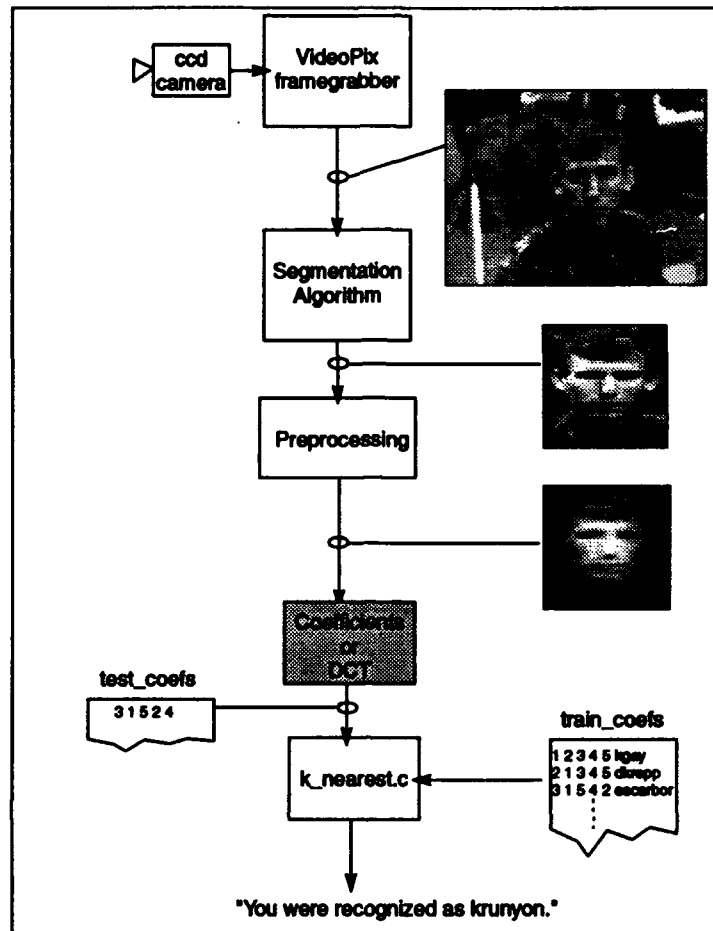 ccd
camera
VideoPix
framegrabber
Segmentation
Algorithm
Preprocessing
Coefficients
or
DCT
test_coefs
3 1 5 2 4
train_coefs
1 2 3 4 5 kgay
2 1 3 4 5 dkrepp
3 1 5 4 2 escarbor
k_nearest.c
"You were recognized as krunyon."